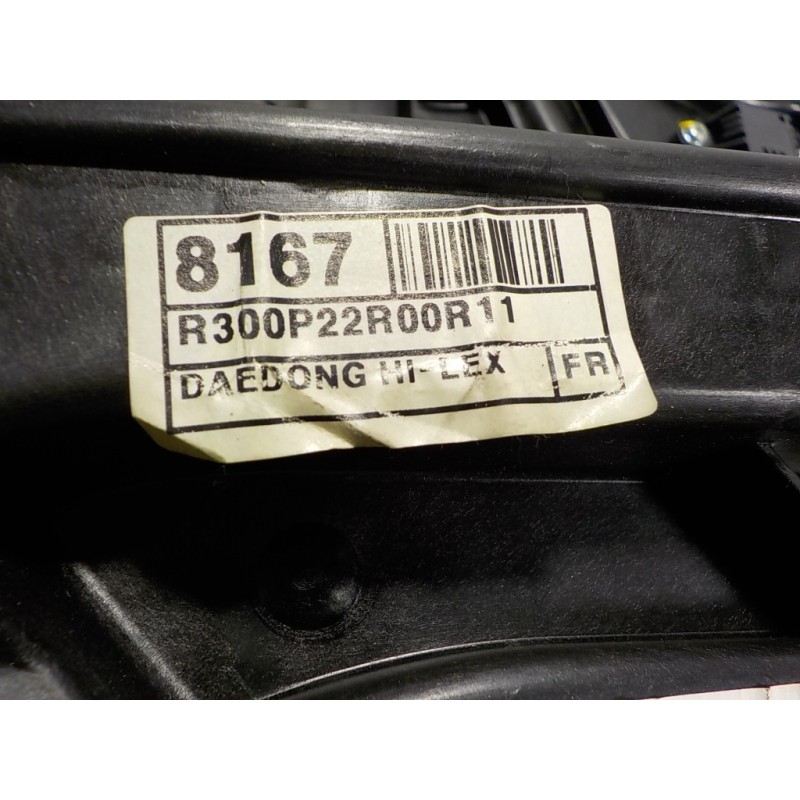 8167
R300P22R00R11
DAEDONG HI-LEX FR